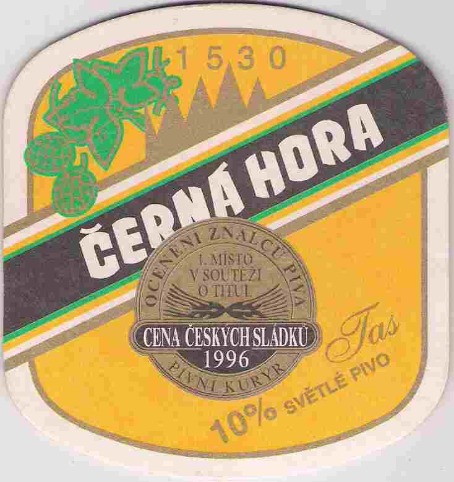 1530
ČERNÁ HORA
OCENĚNÍ ZNALCŮ PIVA
1. MÍSTO
V SOUTĚŽI
O TITUL
CENA ČESKÝCH SLÁDKŮ
1996
PIVNÍ KURÝR
Tas
10% SVĚTLÉ PIVO